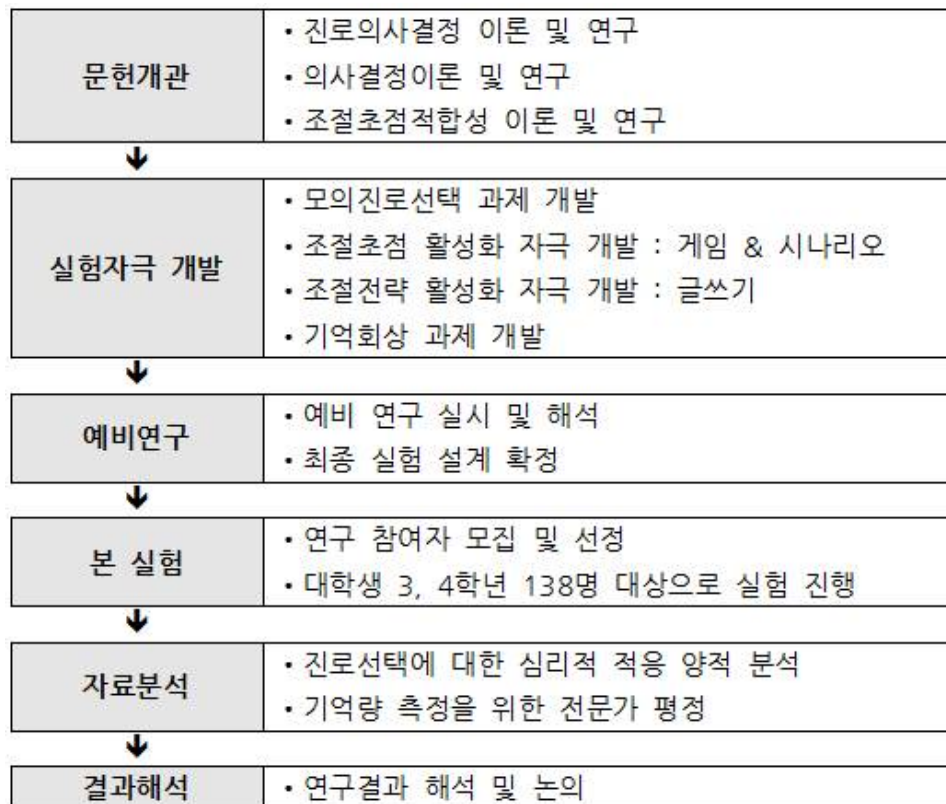 문헌개관
• 진로의사결정 이론 및 연구
• 의사결정이론 및 연구
• 조절초점적합성 이론 및 연구
실험자극 개발
• 모의진로선택 과제 개발
• 조절초점 활성화 자극 개발 : 게임 & 시나리오
• 조절전략 활성화 자극 개발 : 글쓰기
• 기억회상 과제 개발
예비연구
• 예비 연구 실시 및 해석
• 최종 실험 설계 확정
본 실험
• 연구 참여자 모집 및 선정
• 대학생 3, 4학년 138명 대상으로 실험 진행
자료분석
• 진로선택에 대한 심리적 적응 양적 분석
• 기억량 측정을 위한 전문가 평정
결과해석
• 연구결과 해석 및 논의